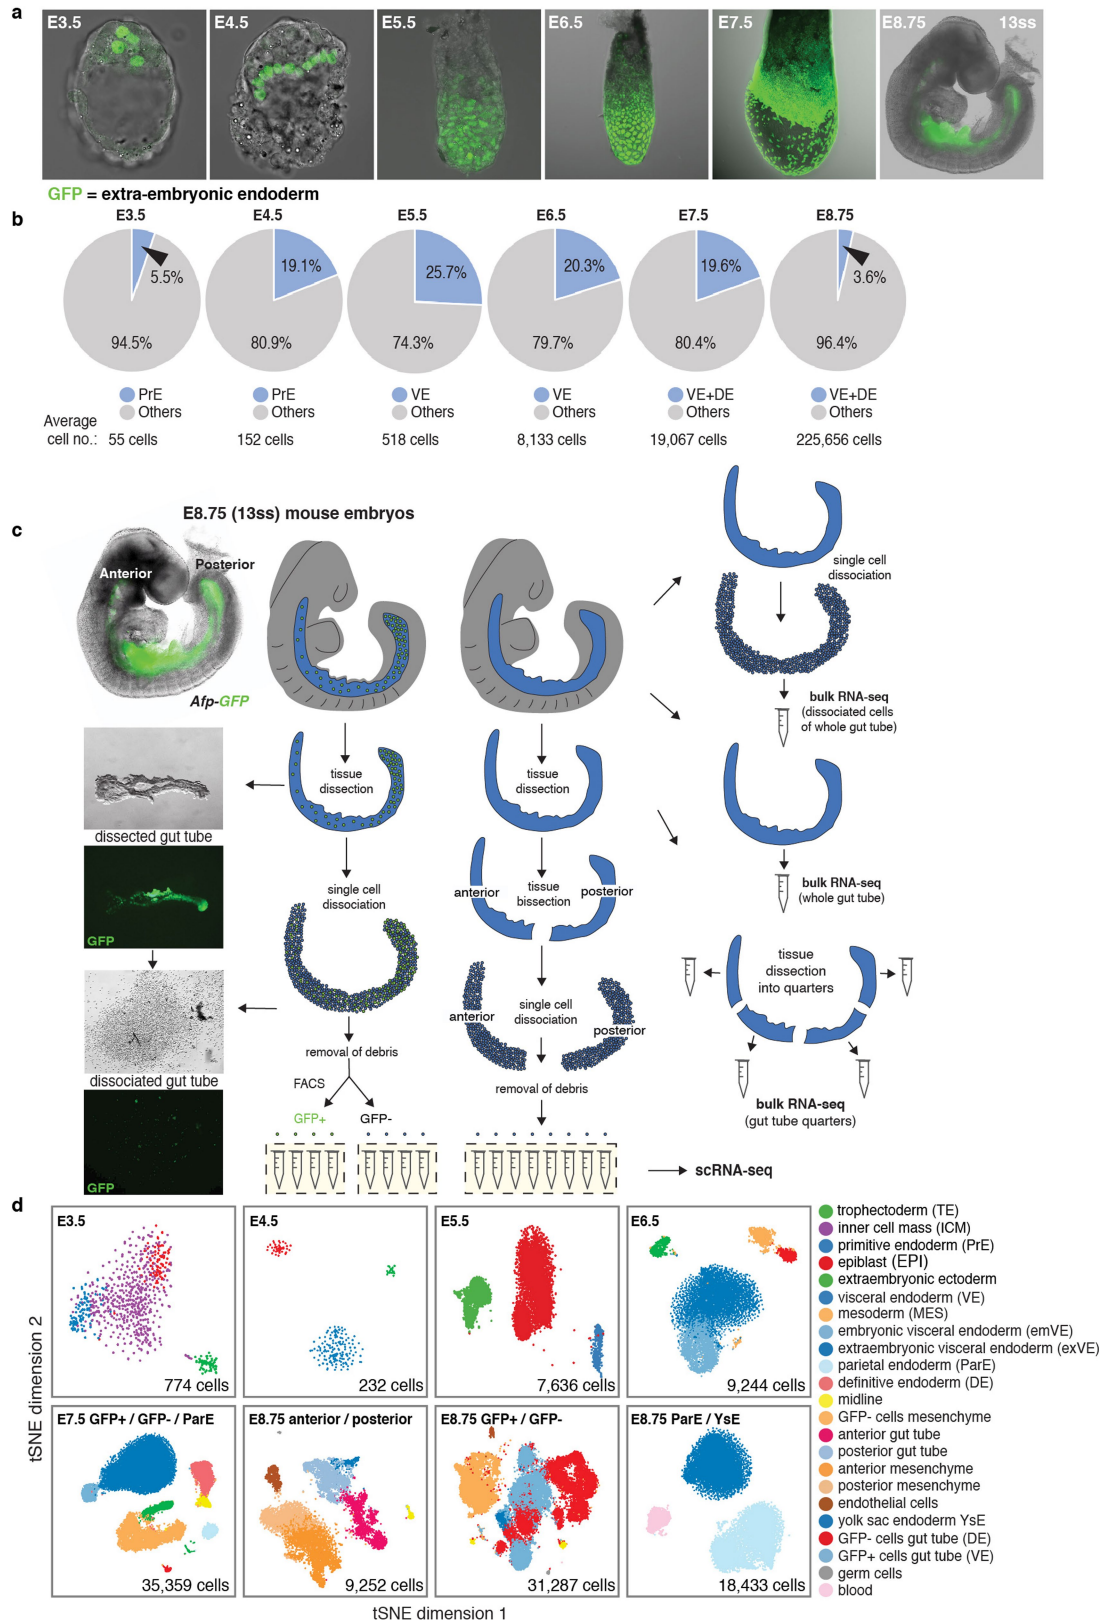 a
E3.5
E4.5
E5.5
E6.5
E7.5
E8.75
13ss
GFP = extra-embryonic endoderm
b
E3.5
E4.5
E5.5
E6.5
E7.5
E8.75
5.5%
94.5%
19.1%
80.9%
25.7%
74.3%
20.3%
79.7%
19.6%
80.4%
3.6%
96.4%
PrE
Others
PrE
Others
VE
Others
VE
Others
VE+DE
Others
VE+DE
Others
Average
cell no.:
55 cells
152 cells
518 cells
8,133 cells
19,067 cells
225,656 cells
c
E8.75 (13ss) mouse embryos
Anterior
Posterior
Afp-GFP
dissected gut tube
GFP
dissociated gut tube
GFP
tissue
dissection
single cell
dissociation
removal of debris
FACS
GFP+
GFP-
tissue
dissection
anterior
tissue
bissection
posterior
anterior
single cell
dissociation
posterior
removal of debris
scRNA-seq
single cell
dissociation
bulk RNA-seq
(dissociated cells
of whole gut tube)
bulk RNA-seq
(whole gut tube)
tissue
dissection
into quarters
bulk RNA-seq
(gut tube quarters)
d
tSNE dimension 2
E3.5
774 cells
E4.5
232 cells
E5.5
7,636 cells
E6.5
9,244 cells
E7.5 GFP+ / GFP- / ParE
35,359 cells
E8.75 anterior / posterior
9,252 cells
E8.75 GFP+ / GFP-
31,287 cells
E8.75 ParE / YsE
18,433 cells
tSNE dimension 1
trophectoderm (TE)
inner cell mass (ICM)
primitive endoderm (PrE)
epiblast (EPI)
extraembryonic ectoderm
visceral endoderm (VE)
mesoderm (MES)
embryonic visceral endoderm (emVE)
extraembryonic visceral endoderm (exVE)
parietal endoderm (ParE)
definitive endoderm (DE)
midline
GFP- cells mesenchyme
anterior gut tube
posterior gut tube
anterior mesenchyme
posterior mesenchyme
endothelial cells
yolk sac endoderm YsE
GFP- cells gut tube (DE)
GFP+ cells gut tube (VE)
germ cells
blood